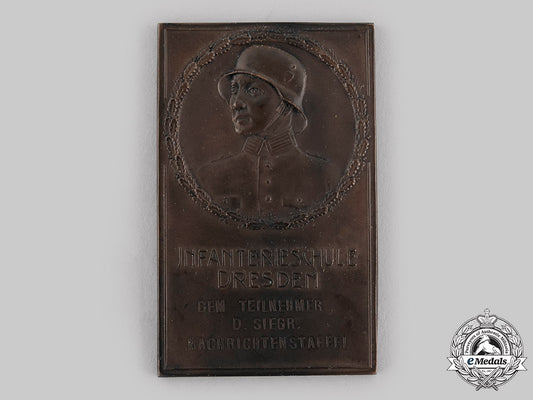 INFANTERIESCHULE
DRESDEN
DEM TEILNEHMER
D. SIEGR.
NACHRICHTENSTAFFEL
eMedals